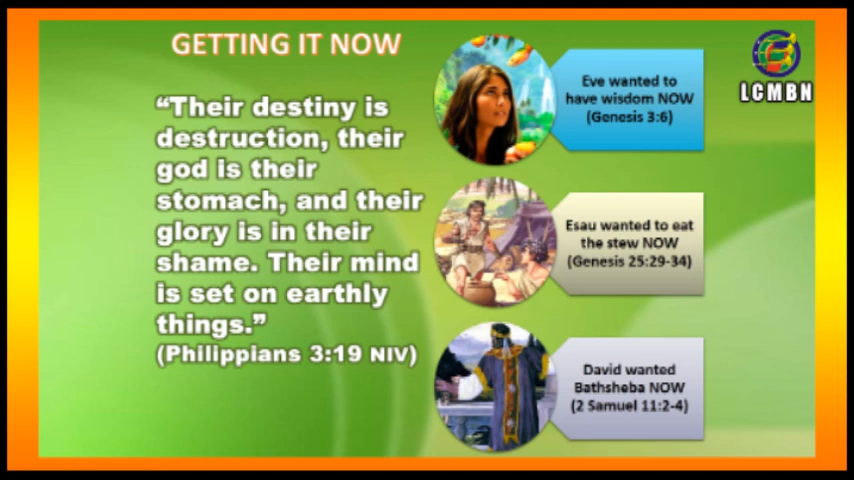 GETTING IT NOW
“Their destiny is
destruction, their
god is their
stomach, and their
glory is in their
shame. Their mind
is set on earthly
things.”
(Philippians 3:19 NIV)
Eve wanted to
have wisdom NOW
(Genesis 3:6)
Esau wanted to eat
the stew NOW
(Genesis 25:29-34)
David wanted
Bathsheba NOW
(2 Samuel 11:2-4)
LCMBN